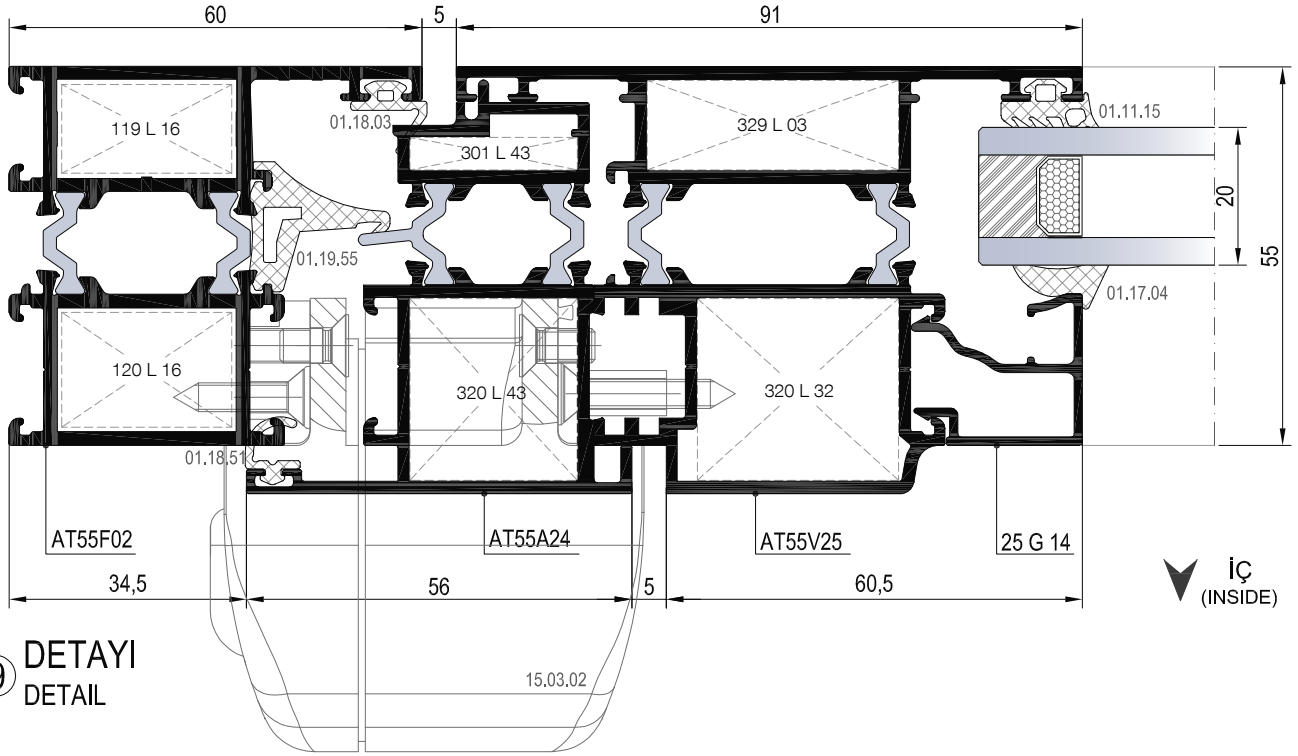 60
5
91
119 L 16
01.18.03
301 L 43
329 L 03
01.11.15
20
55
01.19.55
01.17.04
120 L 16
320 L 43
320 L 32
01.18.51
AT55F02
AT55A24
AT55V25
25 G 14
34,5
56
5
60,5
İÇ
(INSIDE)
9 DETAYI
DETAIL
15.03.02